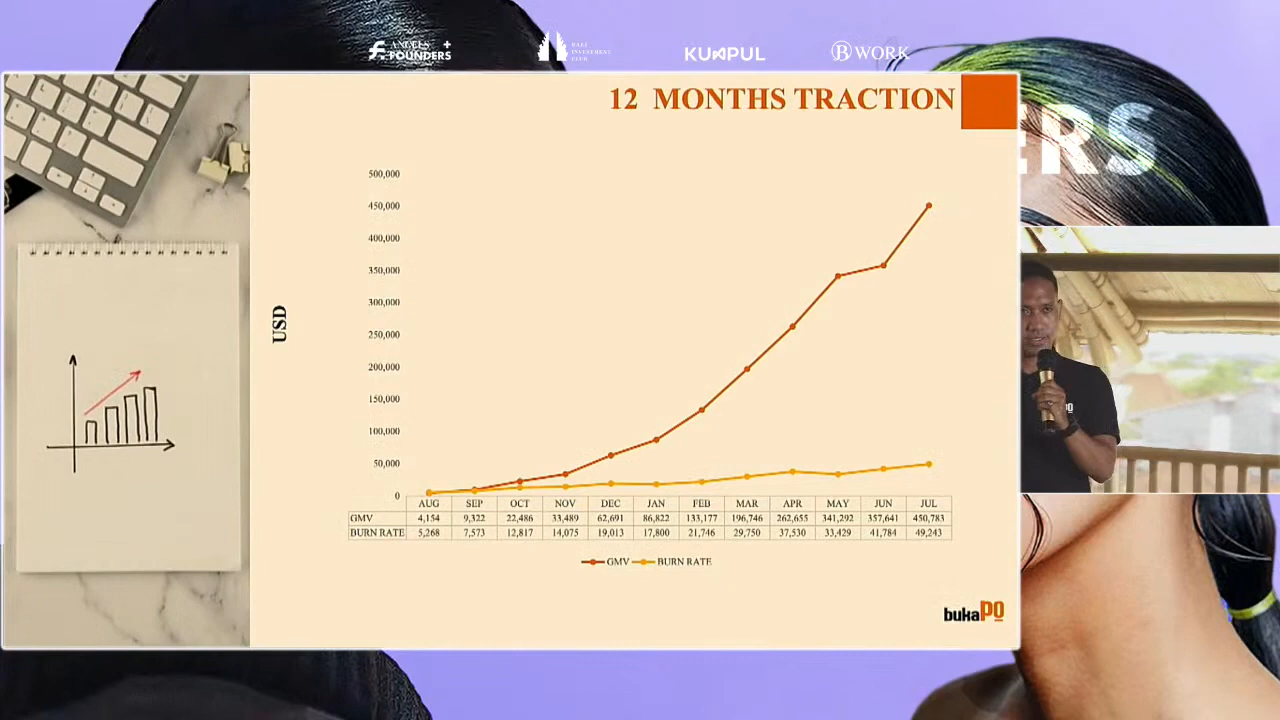 ANGELS + FOUNDERS
BALI INVESTMENT CLUB
KUMPUL
B WORK
ERS
12 MONTHS TRACTION
USD
500,000
450,000
400,000
350,000
300,000
250,000
200,000
150,000
100,000
50,000
0
AUG SEP OCT NOV DEC JAN FEB MAR APR MAY JUN JUL
GMV 4,154 9,322 22,486 33,489 62,691 86,822 133,177 196,746 262,655 341,292 357,641 450,783
BURN RATE 5,268 7,573 12,817 14,075 19,013 17,800 21,746 29,750 37,530 33,429 41,784 49,243
GMV BURN RATE
bukaPO